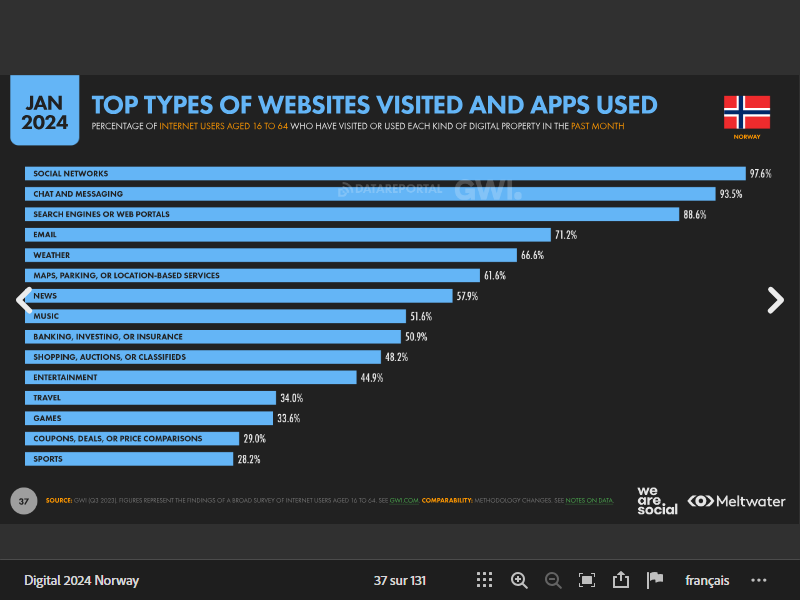 JAN
2024
TOP TYPES OF WEBSITES VISITED AND APPS USED
PERCENTAGE OF INTERNET USERS AGED 16 TO 64 WHO HAVE VISITED OR USED EACH KIND OF DIGITAL PROPERTY IN THE PAST MONTH
NORWAY
SOCIAL NETWORKS 97.6%
DATAREPORTAL GWI.
CHAT AND MESSAGING 93.5%
SEARCH ENGINES OR WEB PORTALS 88.6%
EMAIL 71.2%
WEATHER 66.6%
MAPS, PARKING, OR LOCATION-BASED SERVICES 61.6%
NEWS 57.9%
MUSIC 51.6%
BANKING, INVESTING, OR INSURANCE 50.9%
SHOPPING, AUCTIONS, OR CLASSIFIEDS 48.2%
ENTERTAINMENT 44.9%
TRAVEL 34.0%
GAMES 33.6%
COUPONS, DEALS, OR PRICE COMPARISONS 29.0%
SPORTS 28.2%
37
SOURCE: GWI (Q3 2023). FIGURES REPRESENT THE FINDINGS OF A BROAD SURVEY OF INTERNET USERS AGED 16 TO 64. SEE GWI.COM. COMPARABILITY: METHODOLOGY CHANGES. SEE NOTES ON DATA.
we
are.
social
Meltwater
Digital 2024 Norway
37 sur 131
français